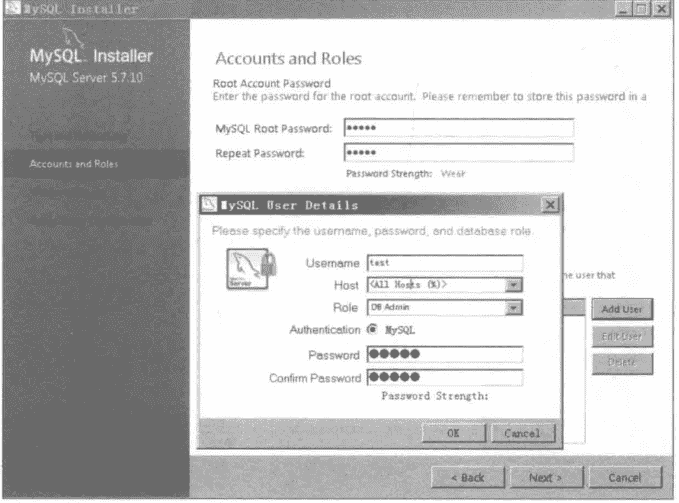 MySQL Installer
MySQL. Installer
MySQL Server 5.7.10
Accounts and Roles
Accounts and Roles
Root Account Password
Enter the password for the root account. Please remember to store this password in a
MySQL Root Password: •••••
Repeat Password: •••••
Password Strength: Weak
MySQL User Details
Please specify the username, password, and database role.
Server
Username test
Host <All Hosts (%)>
Role DB Admin
Authentication MySQL
Password ●●●●●
Confirm Password ●●●●●
Password Strength:
OK Cancel
user that
Add User
Edit User
Delete
< Back Next > Cancel